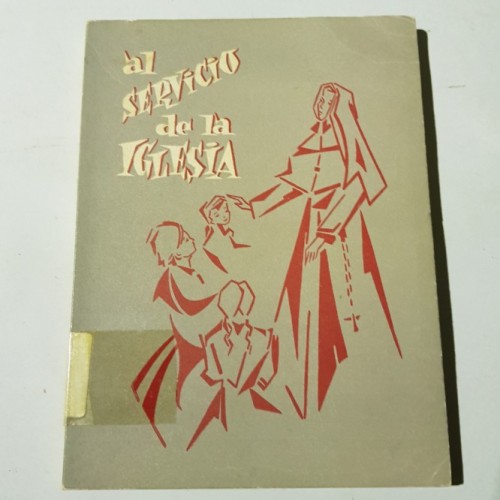 al
SERVICIO
de la
IGLESIA